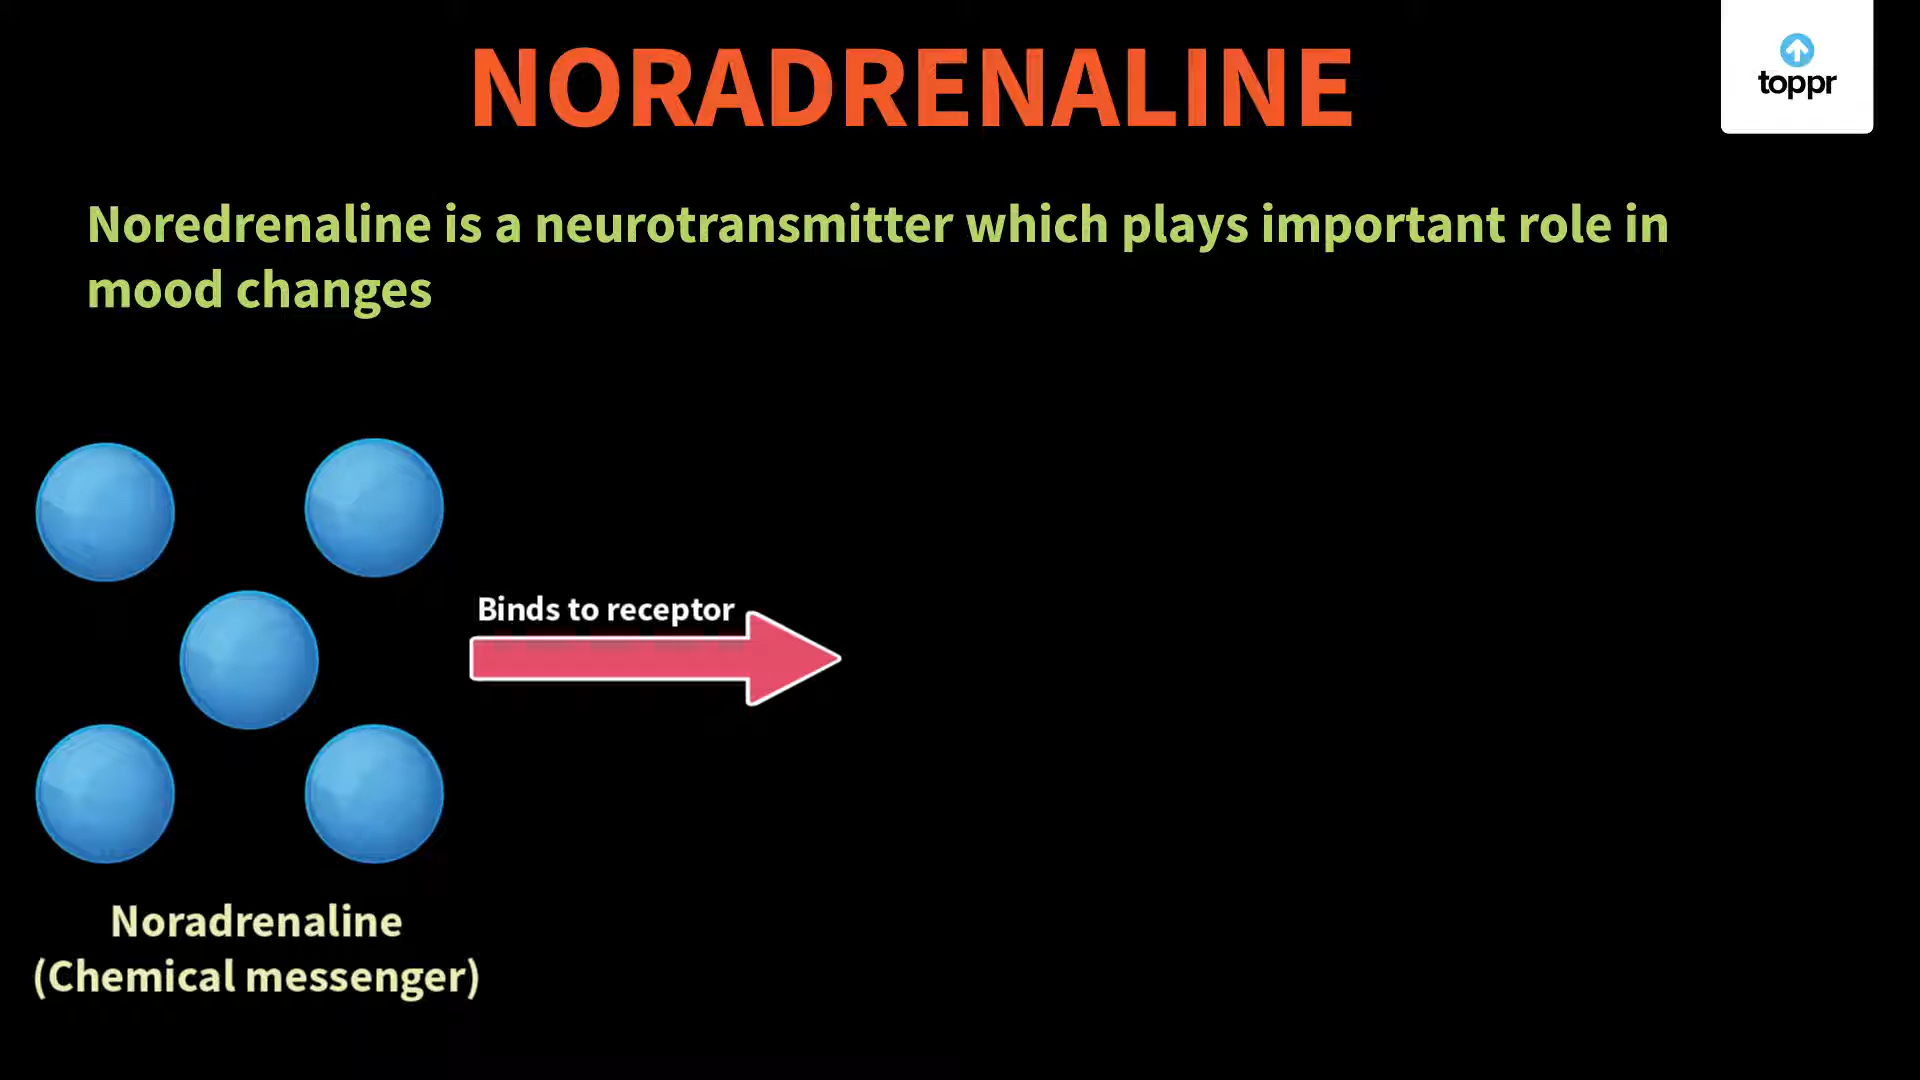 NORADRENALINE
toppr
Noredrenaline is a neurotransmitter which plays important role in
mood changes
Binds to receptor
Noradrenaline
(Chemical messenger)